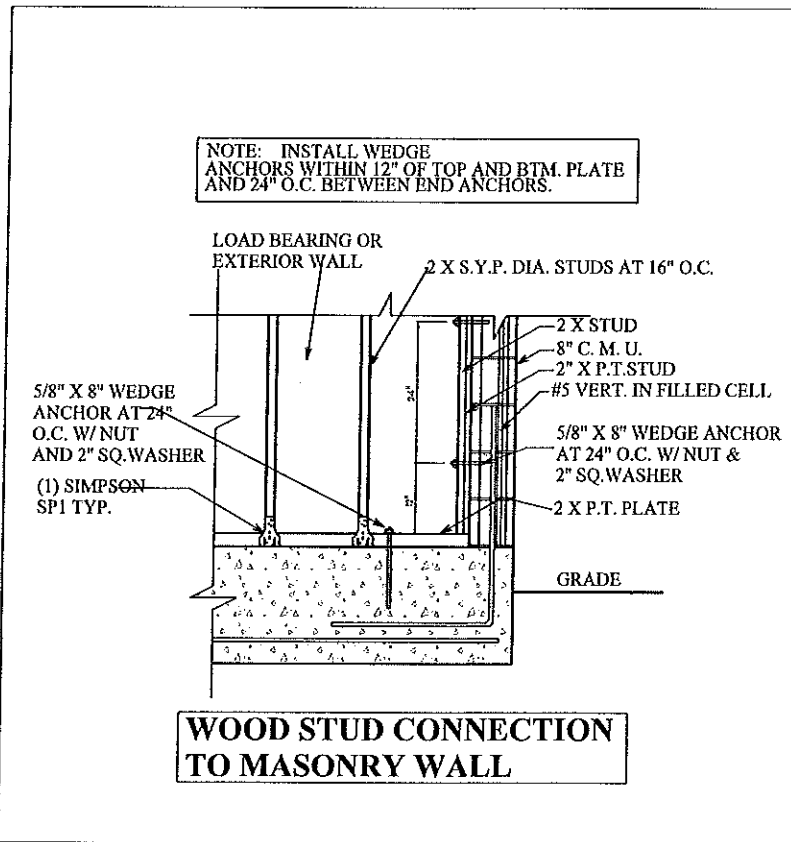 NOTE: INSTALL WEDGE
ANCHORS WITHIN 12" OF TOP AND BTM. PLATE
AND 24" O.C. BETWEEN END ANCHORS.
LOAD BEARING OR
EXTERIOR WALL
2 X S.Y.P. DIA. STUDS AT 16" O.C.
2 X STUD
8" C. M. U.
2" X P.T.STUD
#5 VERT. IN FILLED CELL
24"
5/8" X 8" WEDGE
ANCHOR AT 24"
O.C. W/ NUT
AND 2" SQ.WASHER
5/8" X 8" WEDGE ANCHOR
AT 24" O.C. W/ NUT &
2" SQ.WASHER
(1) SIMPSON
SP1 TYP.
2 X P.T. PLATE
GRADE
WOOD STUD CONNECTION
TO MASONRY WALL